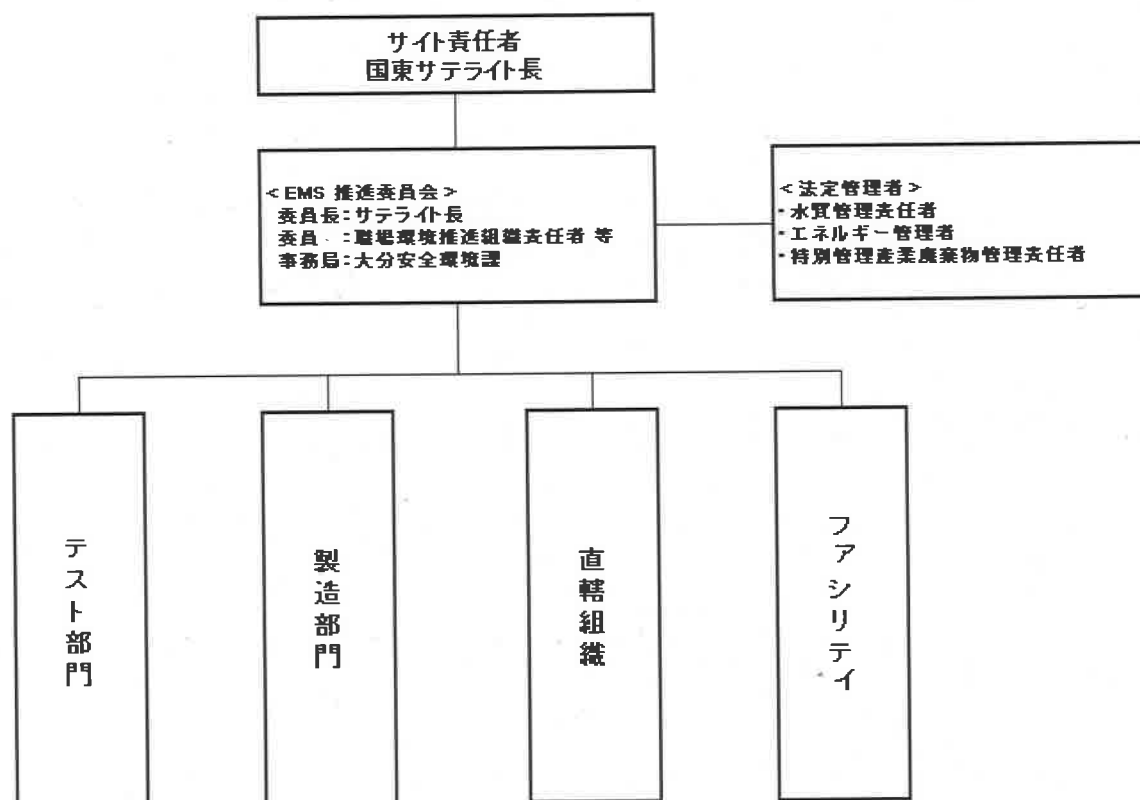 サイト責任者
国東サテライト長
＜EMS 推進委員会＞
委員長：サテライト長
委員　：職場環境推進組織責任者 等
事務局：大分安全環境課
＜法定管理者＞
・水質管理責任者
・エネルギー管理者
・特別管理産業廃棄物管理責任者
テスト部門
製造部門
直轄組織
ファシリテイ